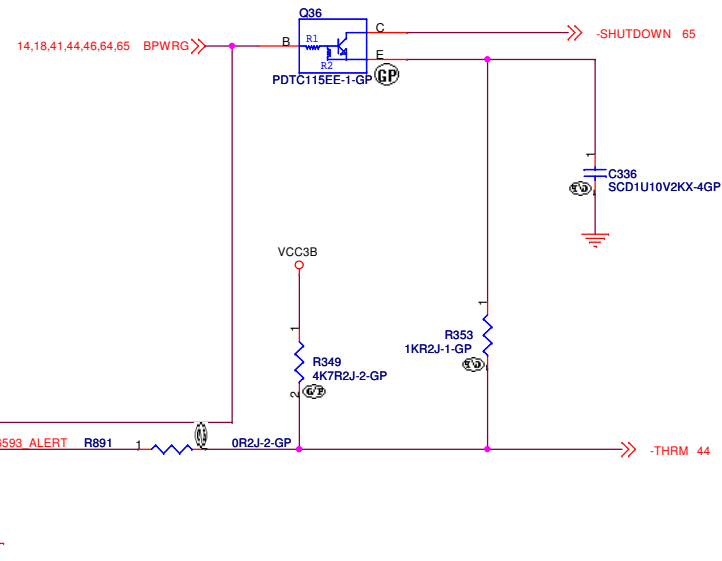 Q36
14,18,41,44,46,64,65 BPWRG
B
R1
R2
C
-SHUTDOWN 65
E
PDTC115EE-1-GP
GP
1
C336
SCD1U10V2KX-4GP
VCC3B
1
R349
4K7R2J-2-GP
2
1
R353
1KR2J-1-GP
6593_ALERT R891 1
0R2J-2-GP
-THRM 44